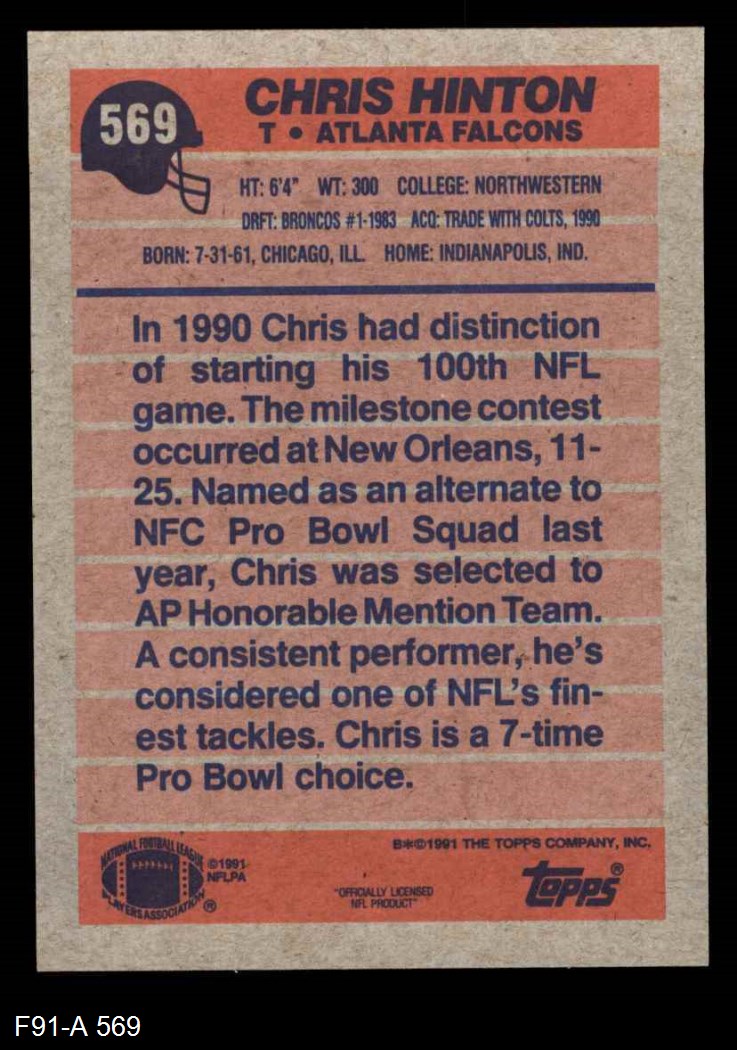 569
CHRIS HINTON
T • ATLANTA FALCONS
HT: 6'4" WT: 300 COLLEGE: NORTHWESTERN
DRFT: BRONCOS #1-1983 ACQ: TRADE WITH COLTS, 1990
BORN: 7-31-61, CHICAGO, ILL. HOME: INDIANAPOLIS, IND.
In 1990 Chris had distinction
of starting his 100th NFL
game. The milestone contest
occurred at New Orleans, 11-
25. Named as an alternate to
NFC Pro Bowl Squad last
year, Chris was selected to
AP Honorable Mention Team.
A consistent performer, he's
considered one of NFL's fin-
est tackles. Chris is a 7-time
Pro Bowl choice.
NATIONAL FOOTBALL LEAGUE
PLAYERS ASSOCIATION
®
©1991
NFLPA
"OFFICIALLY LICENSED
NFL PRODUCT"
B*©1991 THE TOPPS COMPANY, INC.
topps®
F91-A 569